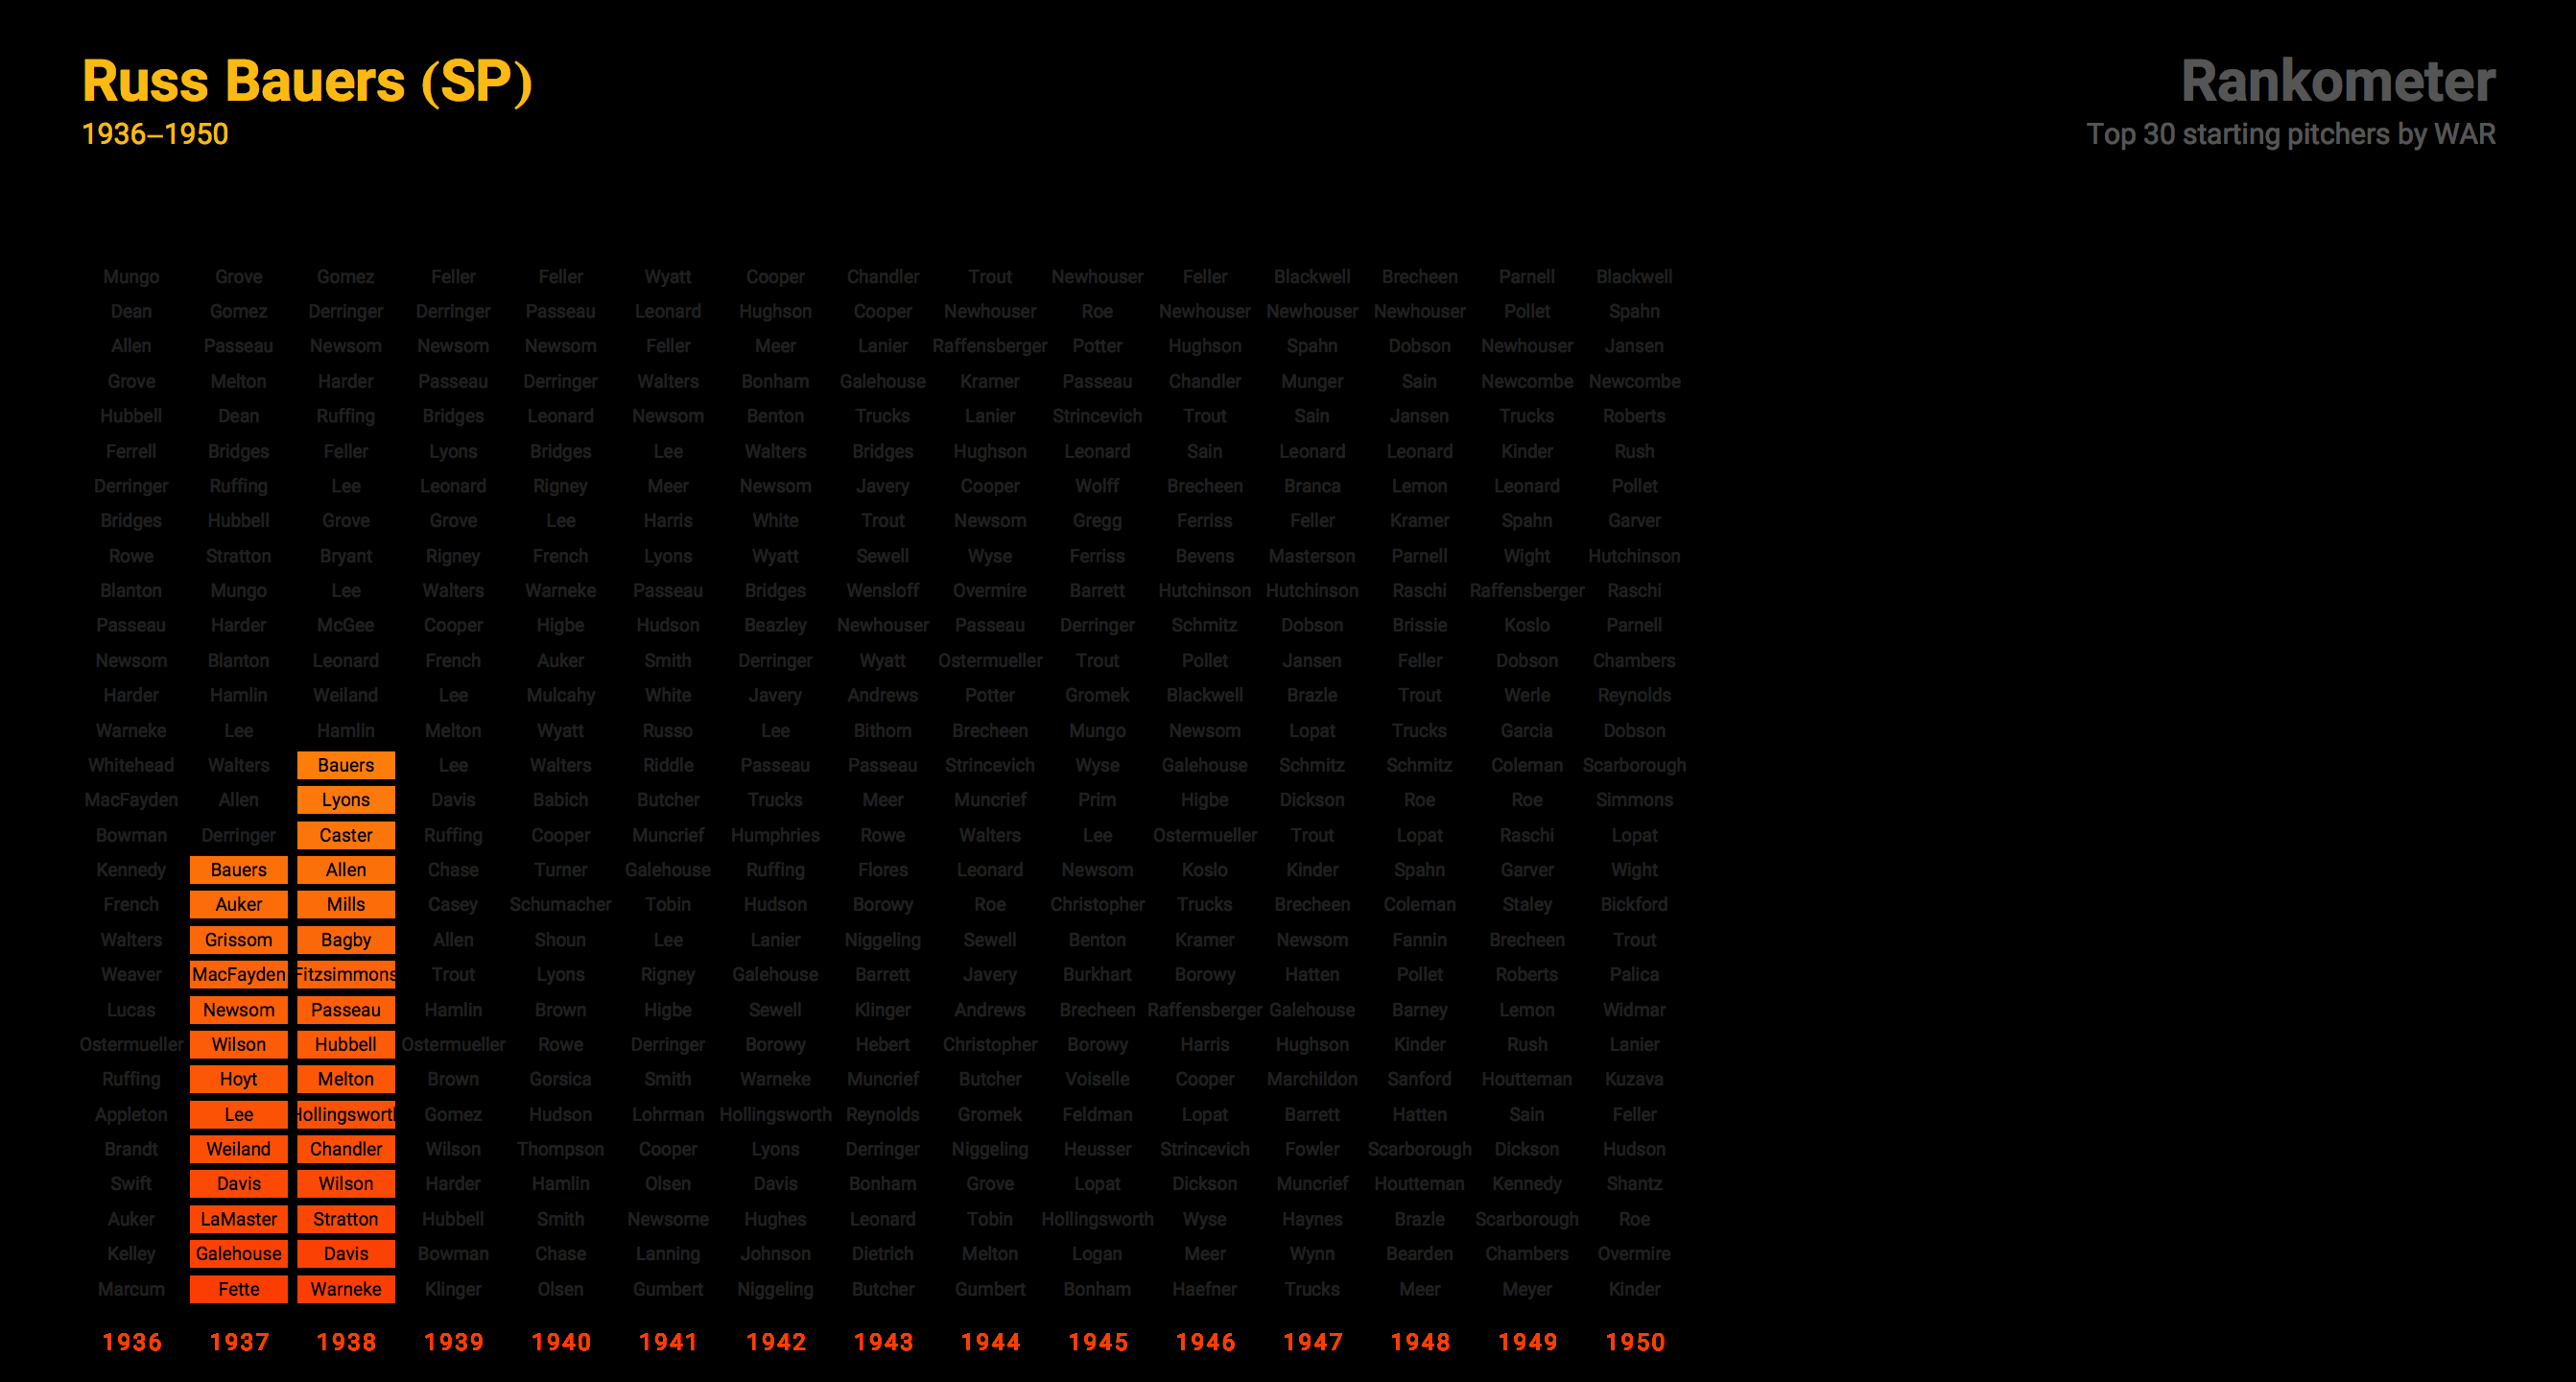 Russ Bauers (SP)
1936–1950
Rankometer
Top 30 starting pitchers by WAR
Mungo Grove Gomez Feller Feller Wyatt Cooper Chandler Trout Newhouser Feller Blackwell Brecheen Parnell Blackwell
Dean Gomez Derringer Derringer Passeau Leonard Hughson Cooper Newhouser Roe Newhouser Newhouser Newhouser Pollet Spahn
Allen Passeau Newsom Newsom Newsom Feller Meer Lanier Raffensberger Potter Hughson Spahn Dobson Newhouser Jansen
Grove Melton Harder Passeau Derringer Walters Bonham Galehouse Kramer Passeau Chandler Munger Sain Newcombe Newcombe
Hubbell Dean Ruffing Bridges Leonard Newsom Benton Trucks Lanier Strincevich Trout Sain Jansen Trucks Roberts
Ferrell Bridges Feller Lyons Bridges Lee Walters Bridges Hughson Leonard Sain Leonard Leonard Kinder Rush
Derringer Ruffing Lee Leonard Rigney Meer Newsom Javery Cooper Wolff Brecheen Branca Lemon Leonard Pollet
Bridges Hubbell Grove Grove Lee Harris White Trout Newsom Gregg Ferriss Feller Kramer Spahn Garver
Rowe Stratton Bryant Rigney French Lyons Wyatt Sewell Wyse Ferriss Bevens Masterson Parnell Wight Hutchinson
Blanton Mungo Lee Walters Warneke Passeau Bridges Wensloff Overmire Barrett Hutchinson Hutchinson Raschi Raffensberger Raschi
Passeau Harder McGee Cooper Higbe Hudson Beazley Newhouser Passeau Derringer Schmitz Dobson Brissie Koslo Parnell
Newsom Blanton Leonard French Auker Smith Derringer Wyatt Ostermueller Trout Pollet Jansen Feller Dobson Chambers
Harder Hamlin Weiland Lee Mulcahy White Javery Andrews Potter Gromek Blackwell Brazle Trout Werle Reynolds
Warneke Lee Hamlin Melton Wyatt Russo Lee Bithorn Brecheen Mungo Newsom Lopat Trucks Garcia Dobson
Whitehead Walters Bauers Lee Walters Riddle Passeau Passeau Strincevich Wyse Galehouse Schmitz Schmitz Coleman Scarborough
MacFayden Allen Lyons Davis Babich Butcher Trucks Meer Muncrief Prim Higbe Dickson Roe Roe Simmons
Bowman Derringer Caster Ruffing Cooper Muncrief Humphries Rowe Walters Lee Ostermueller Trout Lopat Raschi Lopat
Kennedy Bauers Allen Chase Turner Galehouse Ruffing Flores Leonard Newsom Koslo Kinder Spahn Garver Wight
French Auker Mills Casey Schumacher Tobin Hudson Borowy Roe Christopher Trucks Brecheen Coleman Staley Bickford
Walters Grissom Bagby Allen Shoun Lee Lanier Niggeling Sewell Benton Kramer Newsom Fannin Brecheen Trout
Weaver MacFayden Fitzsimmons Trout Lyons Rigney Galehouse Barrett Javery Burkhart Borowy Hatten Pollet Roberts Palica
Lucas Newsom Passeau Hamlin Brown Higbe Sewell Klinger Andrews Brecheen Raffensberger Galehouse Barney Lemon Widmar
Ostermueller Wilson Hubbell Ostermueller Rowe Derringer Borowy Hebert Christopher Borowy Harris Hughson Kinder Rush Lanier
Ruffing Hoyt Melton Brown Gorsica Smith Warneke Muncrief Butcher Voiselle Cooper Marchildon Sanford Houtteman Kuzava
Appleton Lee Hollingsworth Gomez Hudson Lohrman Hollingsworth Reynolds Gromek Feldman Lopat Barrett Hatten Sain Feller
Brandt Weiland Chandler Wilson Thompson Cooper Lyons Derringer Niggeling Heusser Strincevich Fowler Scarborough Dickson Hudson
Swift Davis Wilson Harder Hamlin Olsen Davis Bonham Grove Lopat Dickson Muncrief Houtteman Kennedy Shantz
Auker LaMaster Stratton Hubbell Smith Newsome Hughes Leonard Tobin Hollingsworth Wyse Haynes Brazle Scarborough Roe
Kelley Galehouse Davis Bowman Chase Lanning Johnson Dietrich Melton Logan Meer Wynn Bearden Chambers Overmire
Marcum Fette Warneke Klinger Olsen Gumbert Niggeling Butcher Gumbert Bonham Haefner Trucks Meer Meyer Kinder
1936 1937 1938 1939 1940 1941 1942 1943 1944 1945 1946 1947 1948 1949 1950